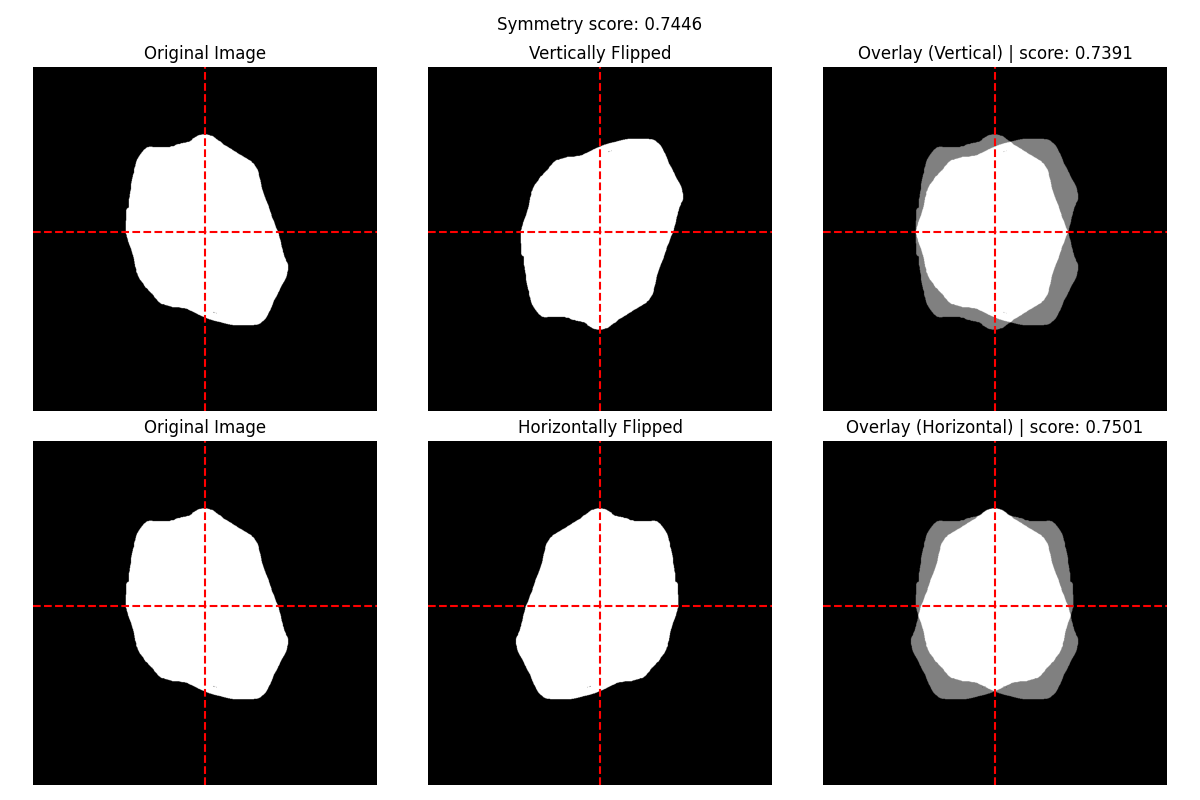 Symmetry score: 0.7446
Original Image
Vertically Flipped
Overlay (Vertical) | score: 0.7391
Original Image
Horizontally Flipped
Overlay (Horizontal) | score: 0.7501